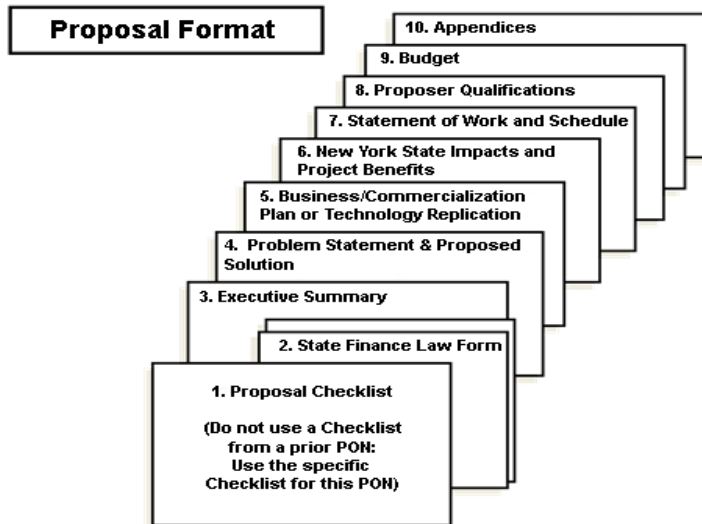 Proposal Format
10. Appendices
9. Budget
8. Proposer Qualifications
7. Statement of Work and Schedule
6. New York State Impacts and
Project Benefits
5. Business/Commercialization
Plan or Technology Replication
4. Problem Statement & Proposed
Solution
3. Executive Summary
2. State Finance Law Form
1. Proposal Checklist
(Do not use a Checklist
from a prior PON:
Use the specific
Checklist for this PON)